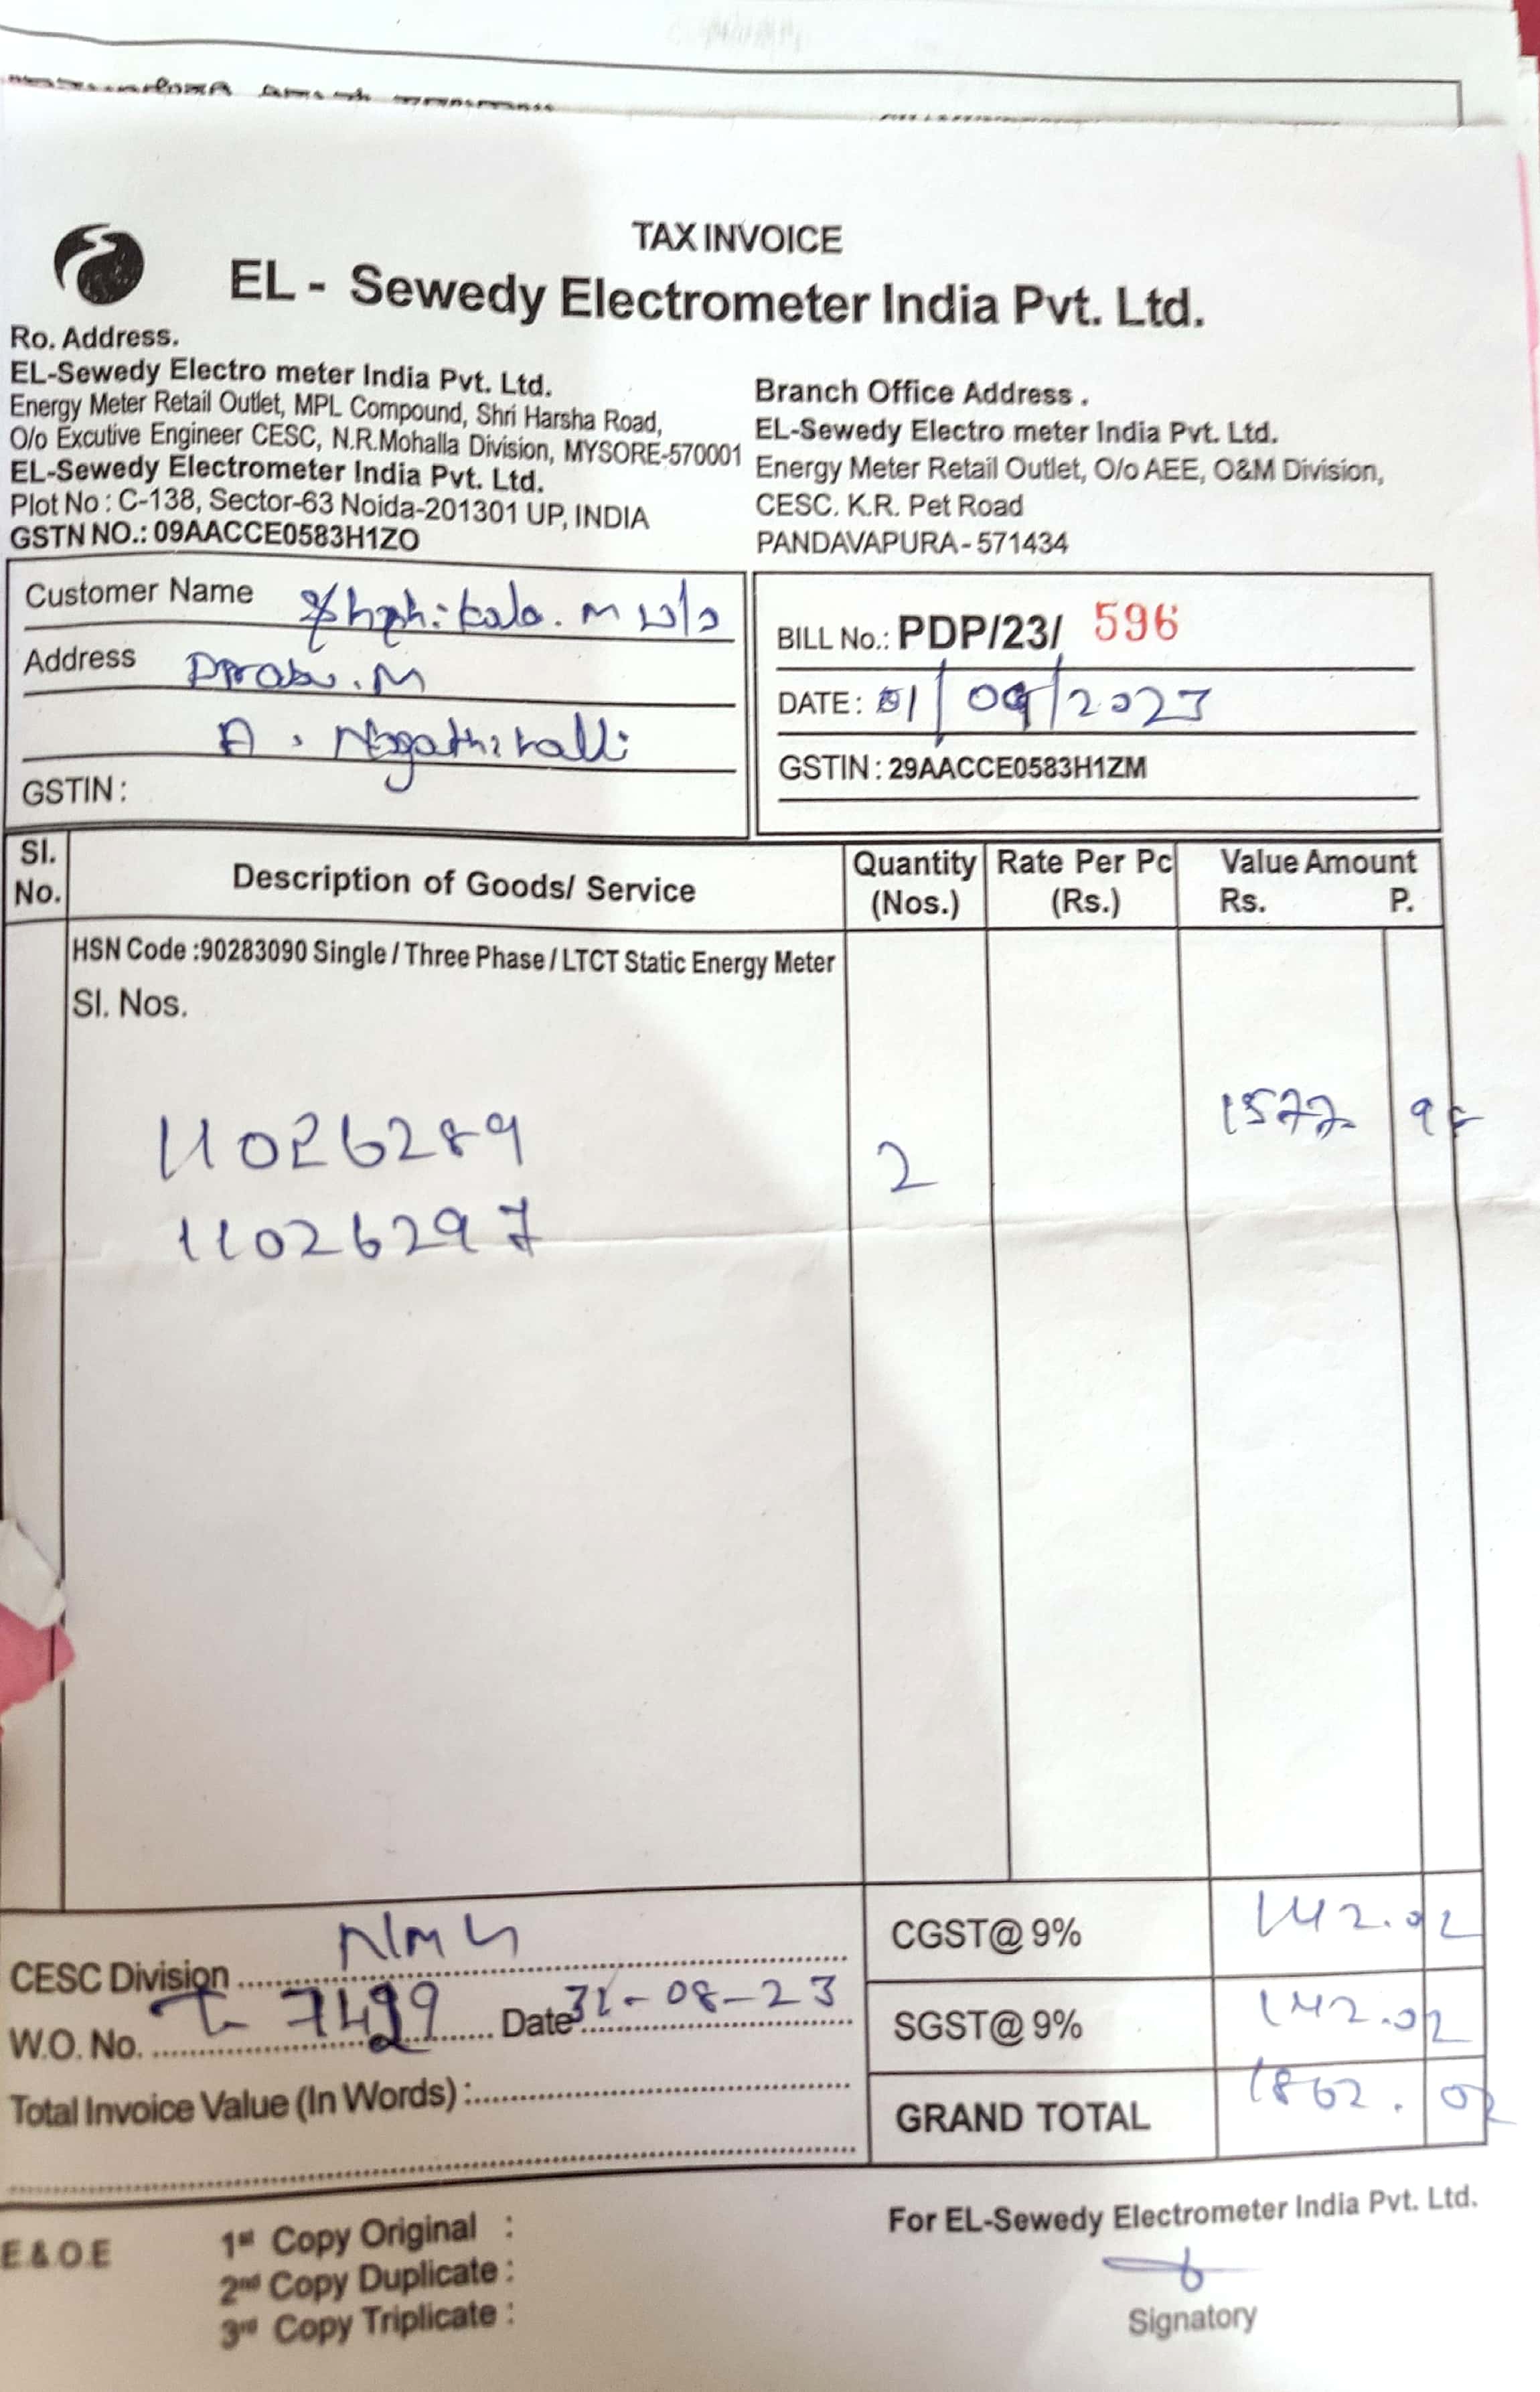 TAX INVOICE
EL - Sewedy Electrometer India Pvt. Ltd.
Ro. Address.
EL-Sewedy Electro meter India Pvt. Ltd.
Energy Meter Retail Outlet, MPL Compound, Shri Harsha Road,
O/o Excutive Engineer CESC, N.R.Mohalla Division, MYSORE-570001
EL-Sewedy Electrometer India Pvt. Ltd.
Plot No : C-138, Sector-63 Noida-201301 UP, INDIA
GSTN NO.: 09AACCE0583H1ZO
Branch Office Address .
EL-Sewedy Electro meter India Pvt. Ltd.
Energy Meter Retail Outlet, O/o AEE, O&M Division,
CESC. K.R. Pet Road
PANDAVAPURA - 571434
Customer Name M w/o
Address
A.
GSTIN :
BILL No.: PDP/23/ 596
DATE : 01/09/2023
GSTIN : 29AACCE0583H1ZM
Sl. No. Description of Goods/ Service Quantity (Nos.) Rate Per Pc (Rs.) Value Amount Rs. P.
HSN Code :90283090 Single / Three Phase / LTCT Static Energy Meter
Sl. Nos.
11026289 2 1577
11026297
CESC Division
W.O. No. Date 31-08-23
Total Invoice Value (In Words) :
CGST@ 9% 142.02
SGST@ 9% 142.02
GRAND TOTAL 1862. 02
E & O.E
1st Copy Original :
2nd Copy Duplicate :
3rd Copy Triplicate :
For EL-Sewedy Electrometer India Pvt. Ltd.
Signatory